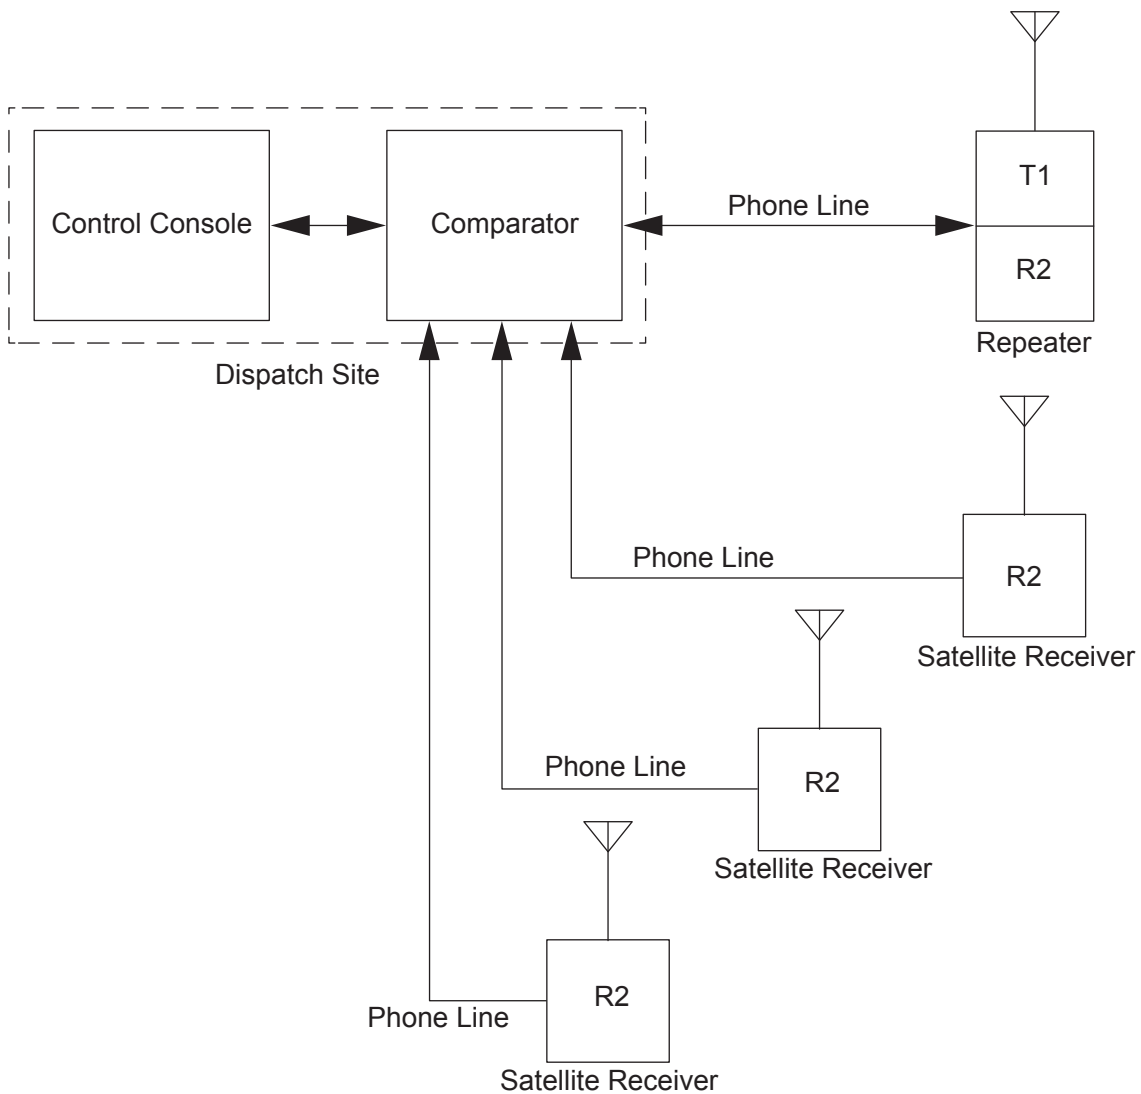 T1
Control Console
Comparator
Phone Line
R2
Repeater
Dispatch Site
Phone Line
R2
Satellite Receiver
Phone Line
R2
Satellite Receiver
R2
Phone Line
Satellite Receiver